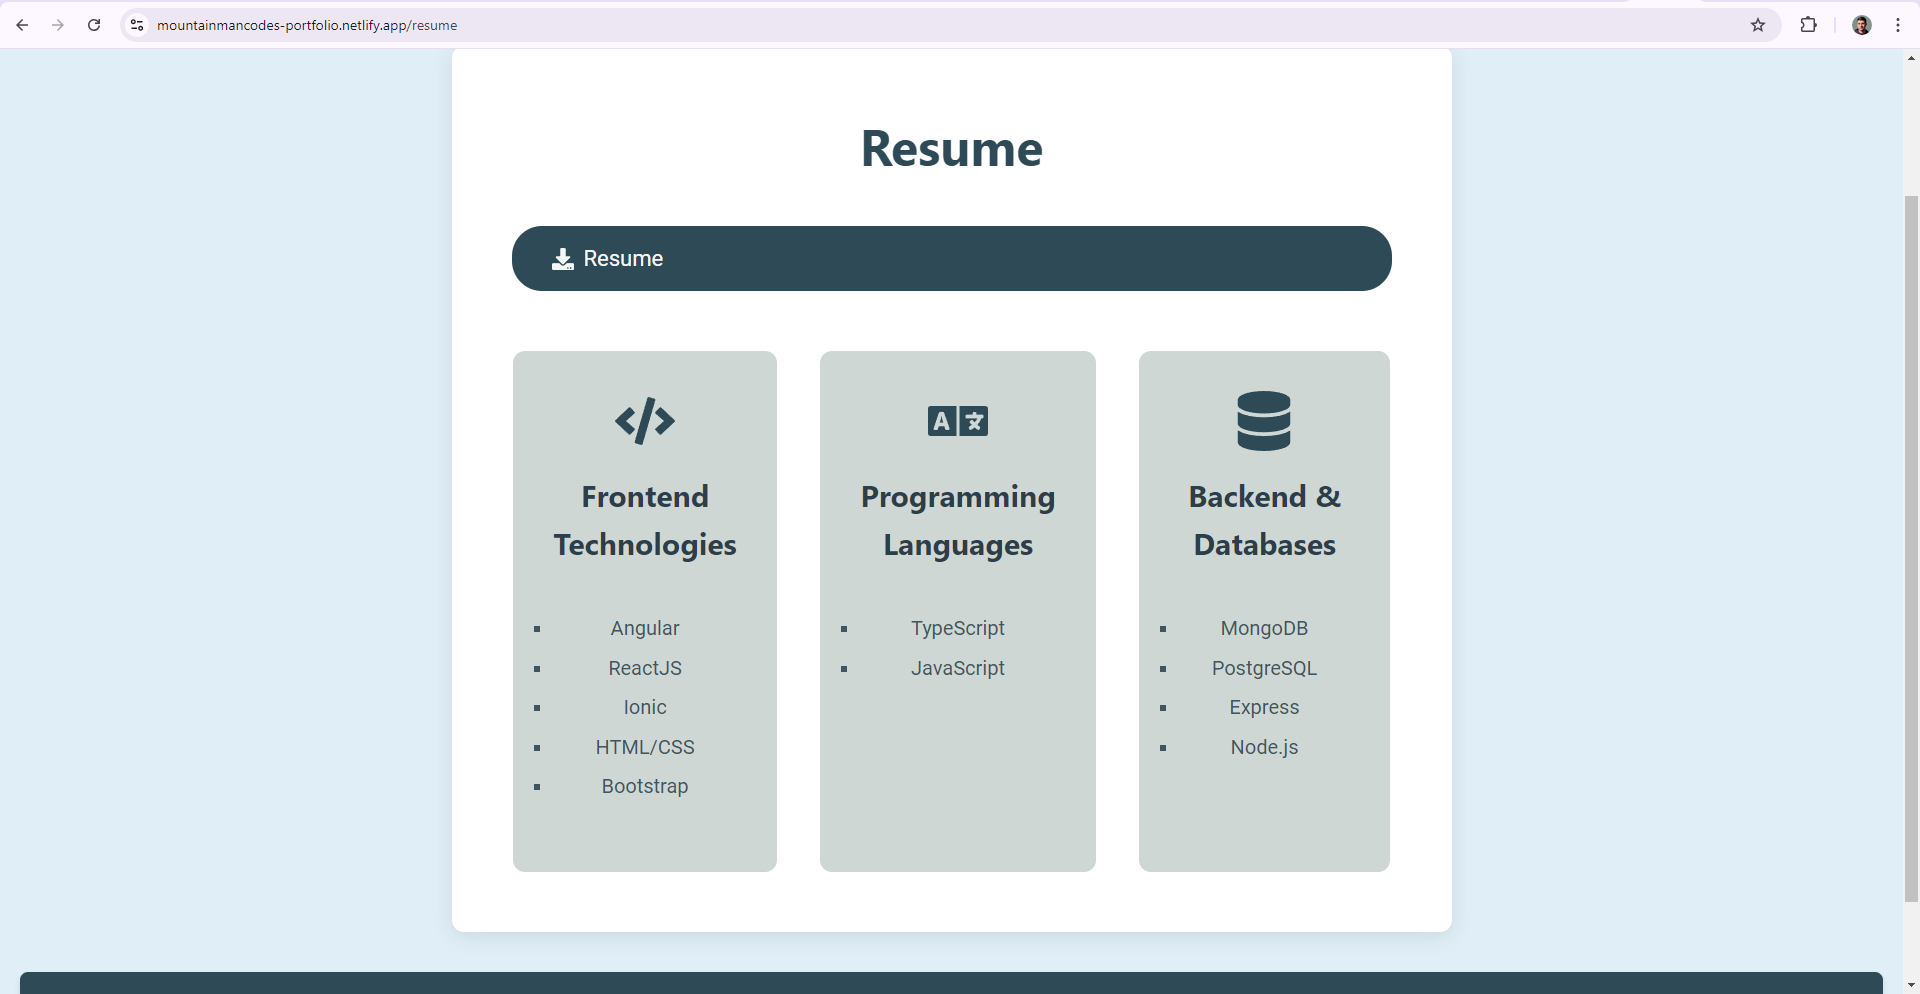 mountainmancodes-portfolio.netlify.app/resume
Resume
Resume
Frontend
Technologies
Angular
ReactJS
Ionic
HTML/CSS
Bootstrap
Programming
Languages
TypeScript
JavaScript
Backend &
Databases
MongoDB
PostgreSQL
Express
Node.js